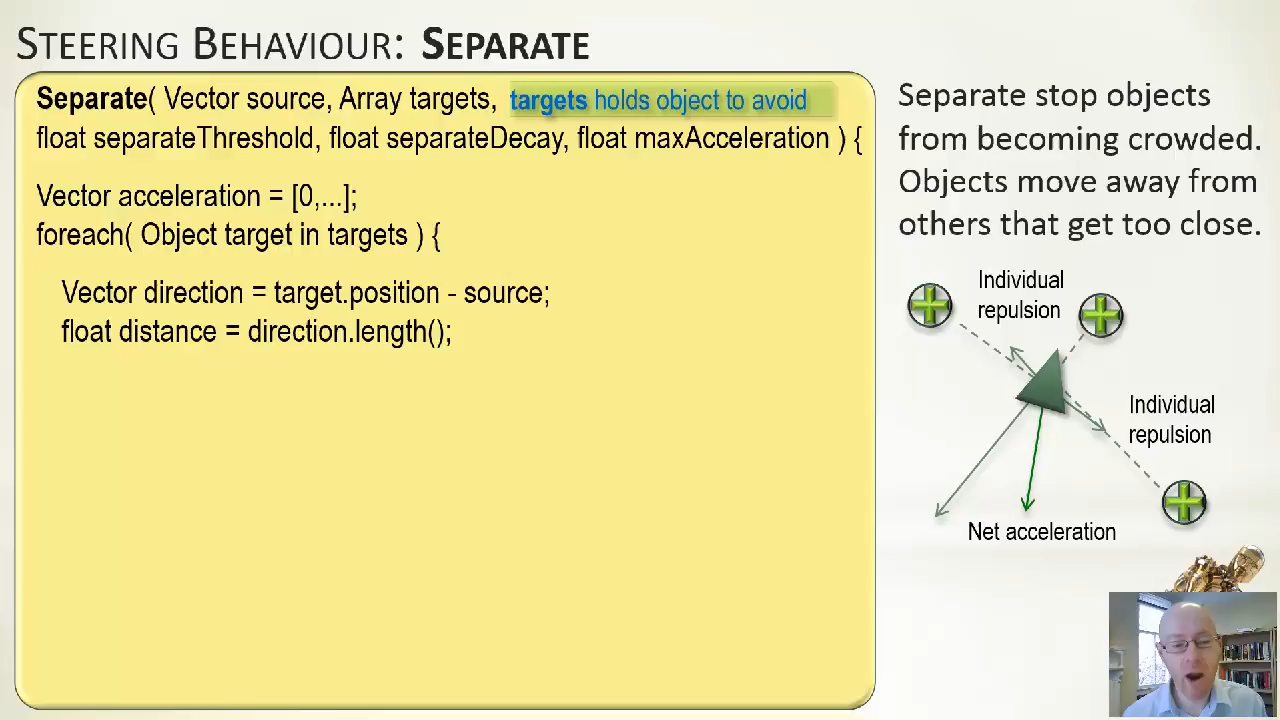 STEERING BEHAVIOUR: SEPARATE
Separate( Vector source, Array targets, targets holds object to avoid
float separateThreshold, float separateDecay, float maxAcceleration ) {
Vector acceleration = [0,...];
foreach( Object target in targets ) {
Vector direction = target.position - source;
float distance = direction.length();
Separate stop objects
from becoming crowded.
Objects move away from
others that get too close.
Individual
repulsion
Individual
repulsion
Net acceleration